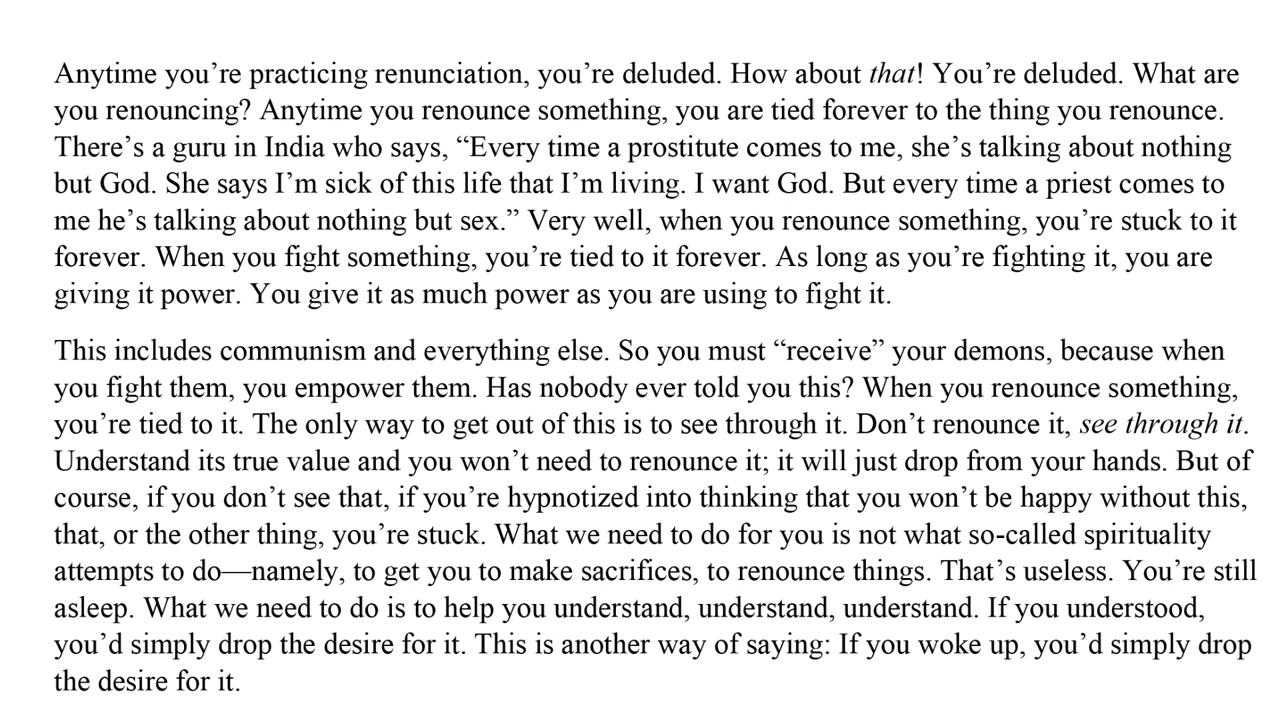 Anytime you’re practicing renunciation, you’re deluded. How about that! You’re deluded. What are
you renouncing? Anytime you renounce something, you are tied forever to the thing you renounce.
There’s a guru in India who says, “Every time a prostitute comes to me, she’s talking about nothing
but God. She says I’m sick of this life that I’m living. I want God. But every time a priest comes to
me he’s talking about nothing but sex.” Very well, when you renounce something, you’re stuck to it
forever. When you fight something, you’re tied to it forever. As long as you’re fighting it, you are
giving it power. You give it as much power as you are using to fight it.
This includes communism and everything else. So you must “receive” your demons, because when
you fight them, you empower them. Has nobody ever told you this? When you renounce something,
you’re tied to it. The only way to get out of this is to see through it. Don’t renounce it, see through it.
Understand its true value and you won’t need to renounce it; it will just drop from your hands. But of
course, if you don’t see that, if you’re hypnotized into thinking that you won’t be happy without this,
that, or the other thing, you’re stuck. What we need to do for you is not what so-called spirituality
attempts to do—namely, to get you to make sacrifices, to renounce things. That’s useless. You’re still
asleep. What we need to do is to help you understand, understand, understand. If you understood,
you’d simply drop the desire for it. This is another way of saying: If you woke up, you’d simply drop
the desire for it.